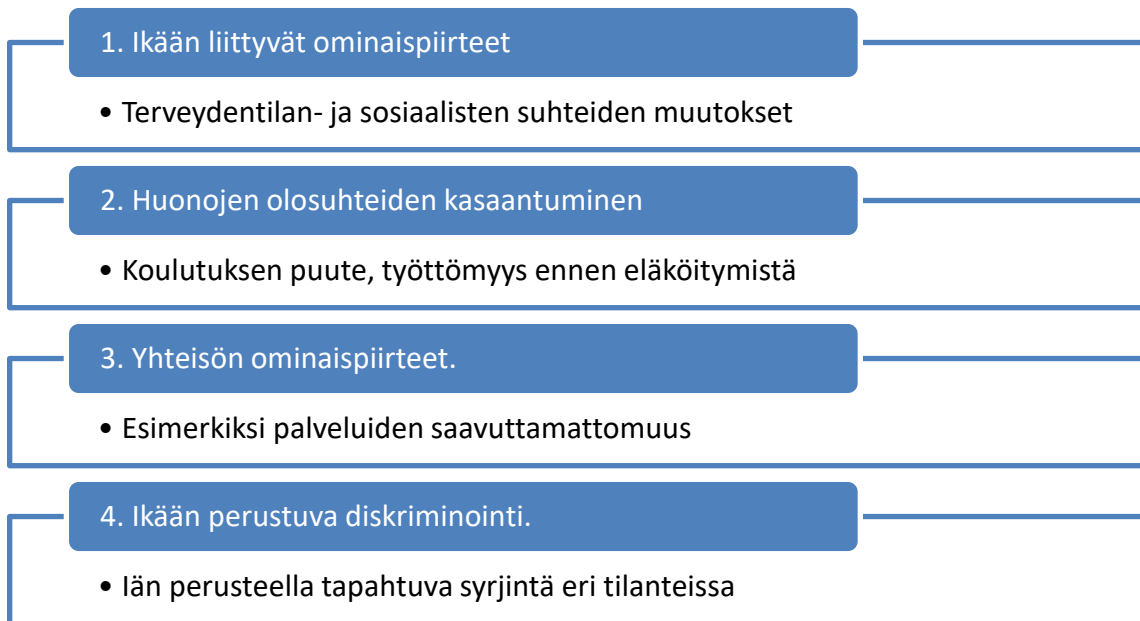 1. Ikään liittyvät ominaispiirteet
• Terveydentilan- ja sosiaalisten suhteiden muutokset
2. Huonojen olosuhteiden kasaantuminen
• Koulutuksen puute, työttömyys ennen eläköitymistä
3. Yhteisön ominaispiirteet.
• Esimerkiksi palveluiden saavuttamattomuus
4. Ikään perustuva diskriminointi.
• Iän perusteella tapahtuva syrjintä eri tilanteissa